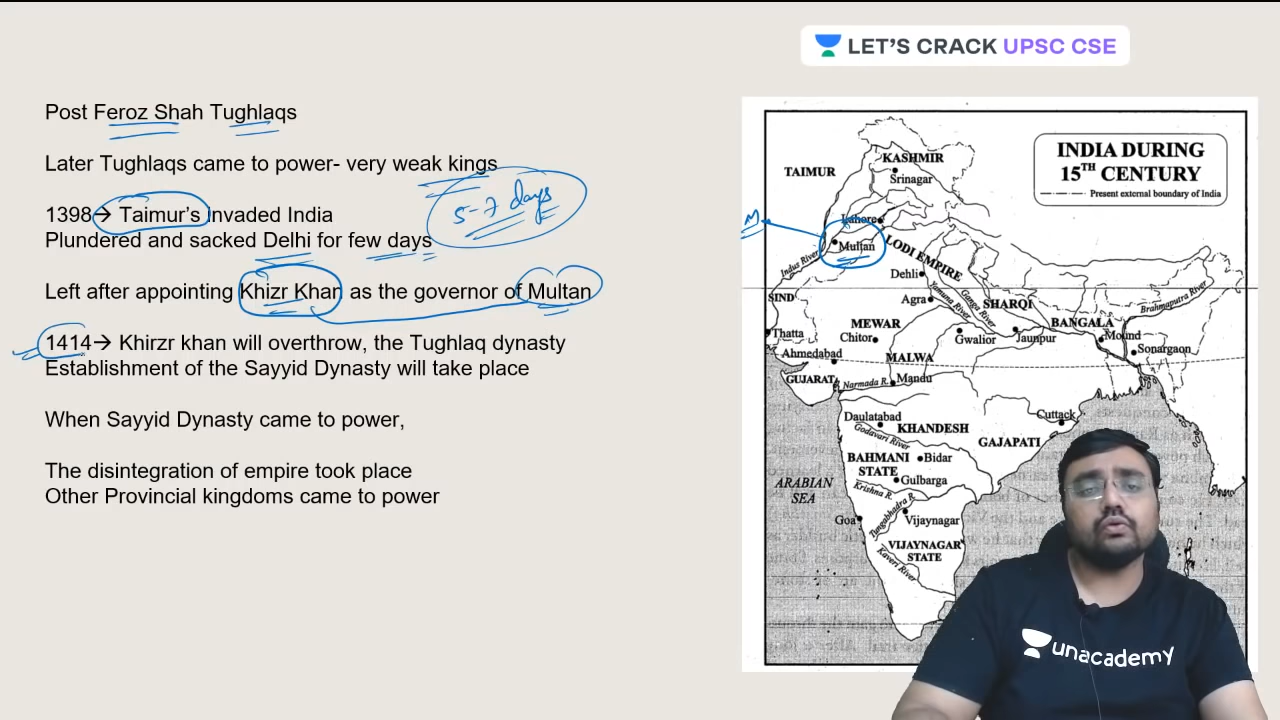 LET'S CRACK UPSC CSE
Post Feroz Shah Tughlaqs
Later Tughlaqs came to power- very weak kings
5-7 days
1398→ Taimur's Invaded India
Plundered and sacked Delhi for few days
Left after appointing Khizr Khan as the governor of Multan
1414→ Khirzr khan will overthrow, the Tughlaq dynasty
Establishment of the Sayyid Dynasty will take place
When Sayyid Dynasty came to power,
The disintegration of empire took place
Other Provincial kingdoms came to power
INDIA DURING
15TH CENTURY
Present external boundary of India
TAIMUR
KASHMIR
Srinagar
Lahore
M
Multan
LODI EMPIRE
Indus River
Dehli
SIND
Agra
Yamuna River
Ganga River
SHARQI
Brahmaputra River
Thatta
MEWAR
Chitor
Gwalior
Jaunpur
BANGALA
Mound
Sonargaon
Ahmedabad
MALWA
GUJARAT
Narmada R.
Mandu
Daulatabad
KHANDESH
Cuttack
Godavari River
GAJAPATI
BAHMANI
STATE
Bidar
ARABIAN
SEA
Gulbarga
Krishna R.
Tungabhadra R.
Goa
Vijaynagar
VIJAYNAGAR
STATE
Kaveri River
unacademy